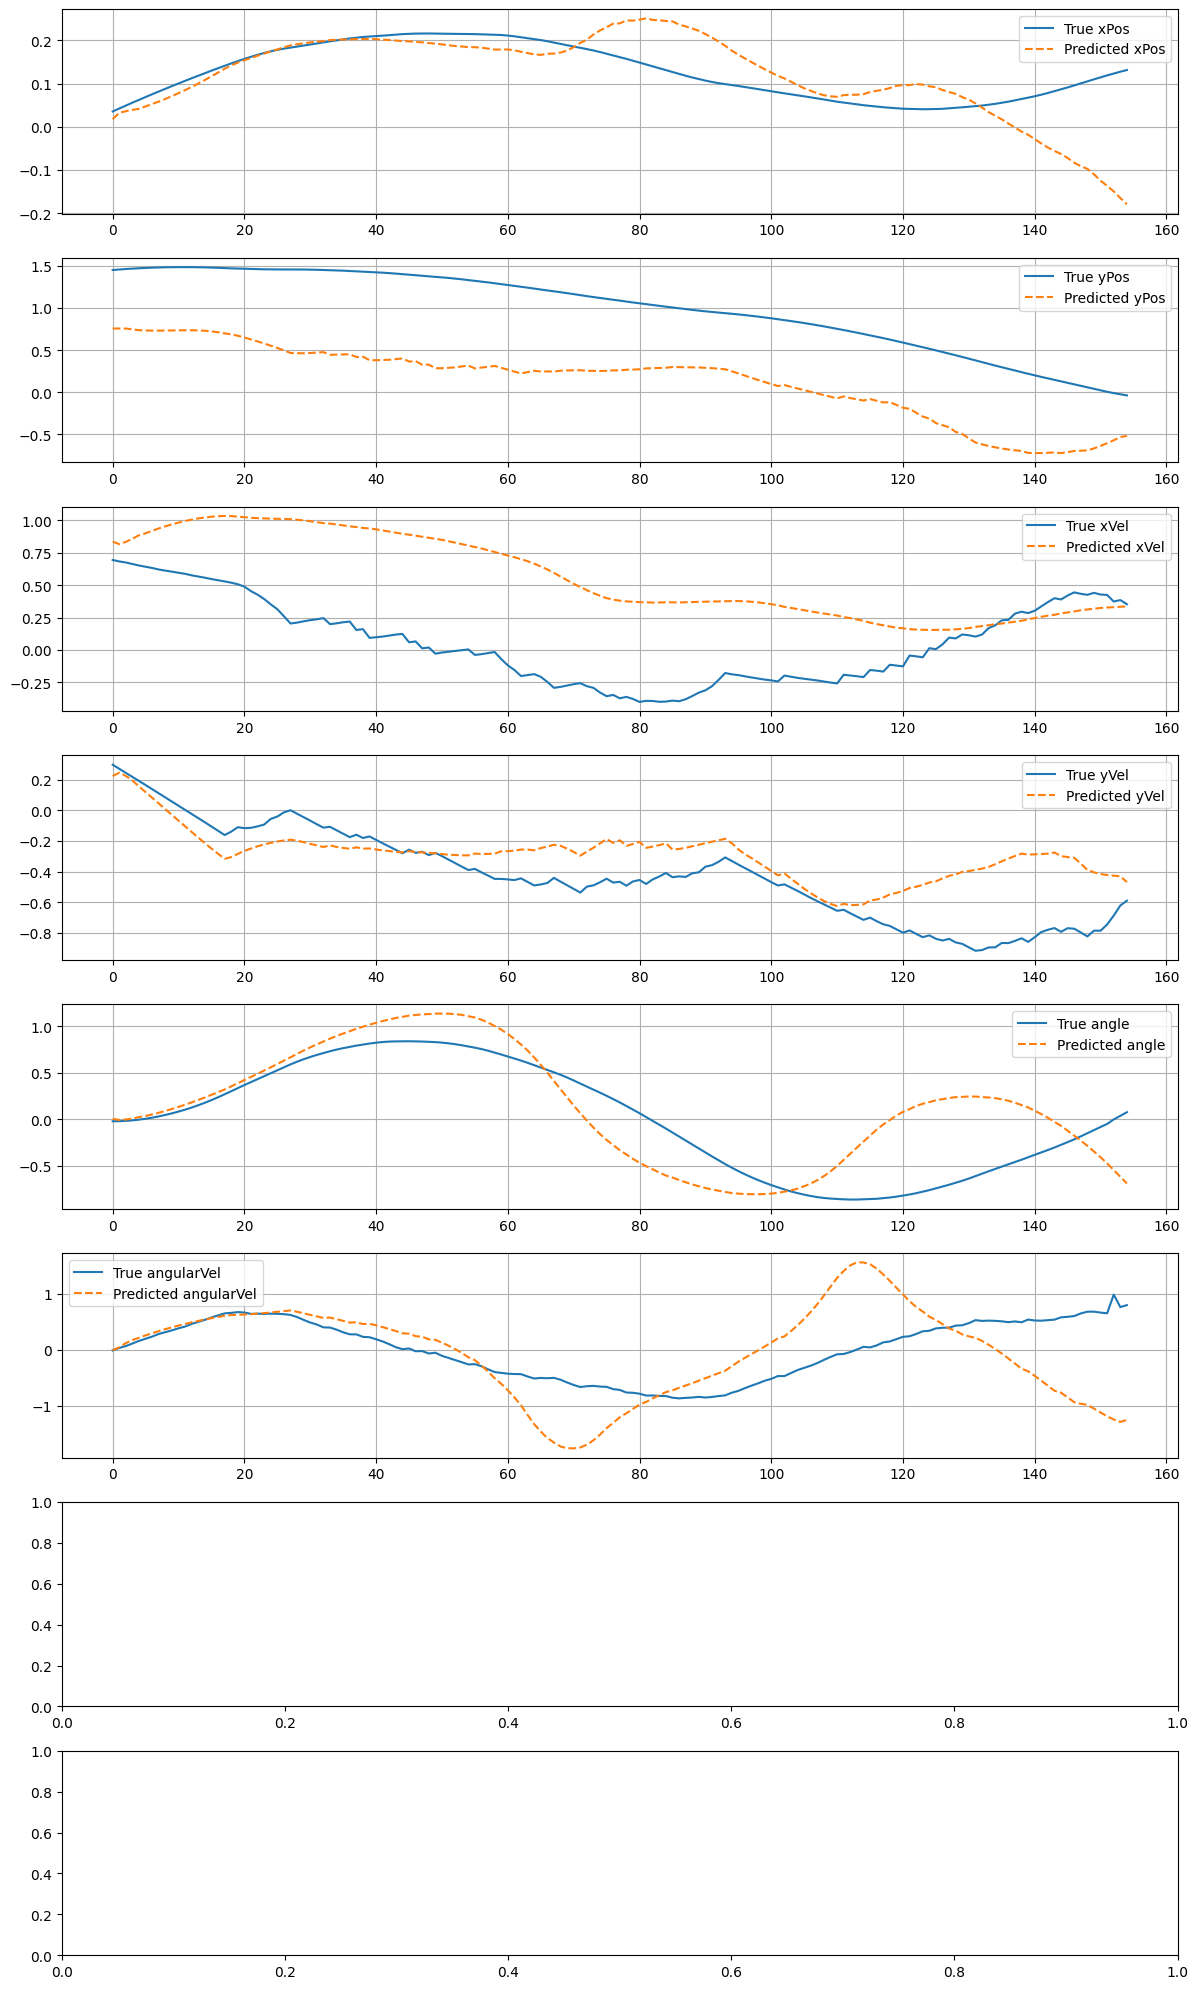 0.2
0.1
0.0
−0.1
−0.2
True xPos
Predicted xPos
0 20 40 60 80 100 120 140 160
1.5
1.0
0.5
0.0
−0.5
True yPos
Predicted yPos
0 20 40 60 80 100 120 140 160
1.00
0.75
0.50
0.25
0.00
−0.25
True xVel
Predicted xVel
0 20 40 60 80 100 120 140 160
0.2
0.0
−0.2
−0.4
−0.6
−0.8
True yVel
Predicted yVel
0 20 40 60 80 100 120 140 160
1.0
0.5
0.0
−0.5
True angle
Predicted angle
0 20 40 60 80 100 120 140 160
1
0
−1
True angularVel
Predicted angularVel
0 20 40 60 80 100 120 140 160
1.0
0.8
0.6
0.4
0.2
0.0
0.0 0.2 0.4 0.6 0.8 1.0
1.0
0.8
0.6
0.4
0.2
0.0
0.0 0.2 0.4 0.6 0.8 1.0